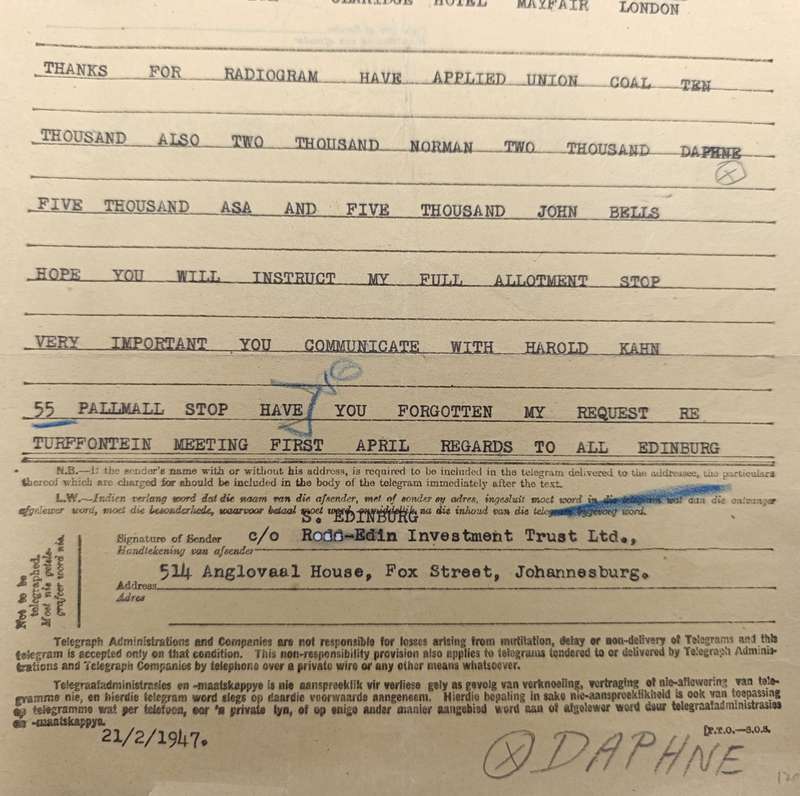 CLARIDGE HOTEL MAYFAIR LONDON
THANKS FOR RADIOGRAM HAVE APPLIED UNION COAL TEN
THOUSAND ALSO TWO THOUSAND NORMAN TWO THOUSAND DAPHNE
X
FIVE THOUSAND ASA AND FIVE THOUSAND JOHN BELLS
HOPE YOU WILL INSTRUCT MY FULL ALLOTMENT STOP
VERY IMPORTANT YOU COMMUNICATE WITH HAROLD KAHN
55 PALLMALL STOP HAVE YOU FORGOTTEN MY REQUEST RE
TURFFONTEIN MEETING FIRST APRIL REGARDS TO ALL EDINBURG
N.B.—If the sender's name with or without his address, is required to be included in the telegram delivered to the addressee, the particulars
thereof which are charged for should be included in the body of the telegram immediately after the text.
L.W.—Indien verlang word dat die naam van die afsender, met of sonder sy adres, ingesluit moet word in die telegram wat aan die ontvanger
afgelewer word, moet die besonderhede, waarvoor betaal moet word, onmiddellik na die inhoud van die telegram bygevoeg word.
S. EDINBURG
Signature of Sender c/o Rodd-Edin Investment Trust Ltd.,
Handtekening van afsender
514 Anglovaal House, Fox Street, Johannesburg.
Address
Adres
Not to be
telegraphed.
Moet nie getele-
grafeer word nie.
Telegraph Administrations and Companies are not responsible for losses arising from mutilation, delay or non-delivery of Telegrams and this
telegram is accepted only on that condition. This non-responsibility provision also applies to telegrams tendered to or delivered by Telegraph Adminis-
trations and Telegraph Companies by telephone over a private wire or any other means whatsoever.
Telegraafadministrasies en -maatskappye is nie aanspreeklik vir verliese gely as gevolg van verknoeiing, vertraging of nie-aflewering van tele-
gramme nie, en hierdie telegram word slegs op daardie voorwaarde aangeneem. Hierdie bepaling in sake nie-aanspreeklikheid is ook van toepassing
op telegramme wat per telefoon, oor 'n private lyn, of op enige ander manier aangebied word aan of afgelewer word deur telegraafadministrasies
en -maatskappye.
21/2/1947.
[P.T.O.—S.O.S.
X DAPHNE